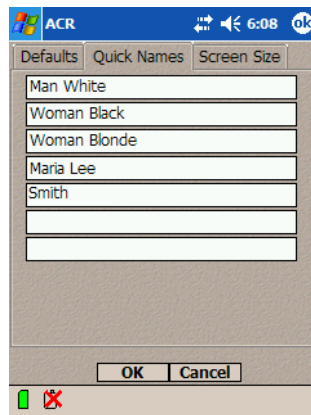 ACR 6:08 ok
Defaults Quick Names Screen Size
Man White
Woman Black
Woman Blonde
Maria Lee
Smith
OK Cancel